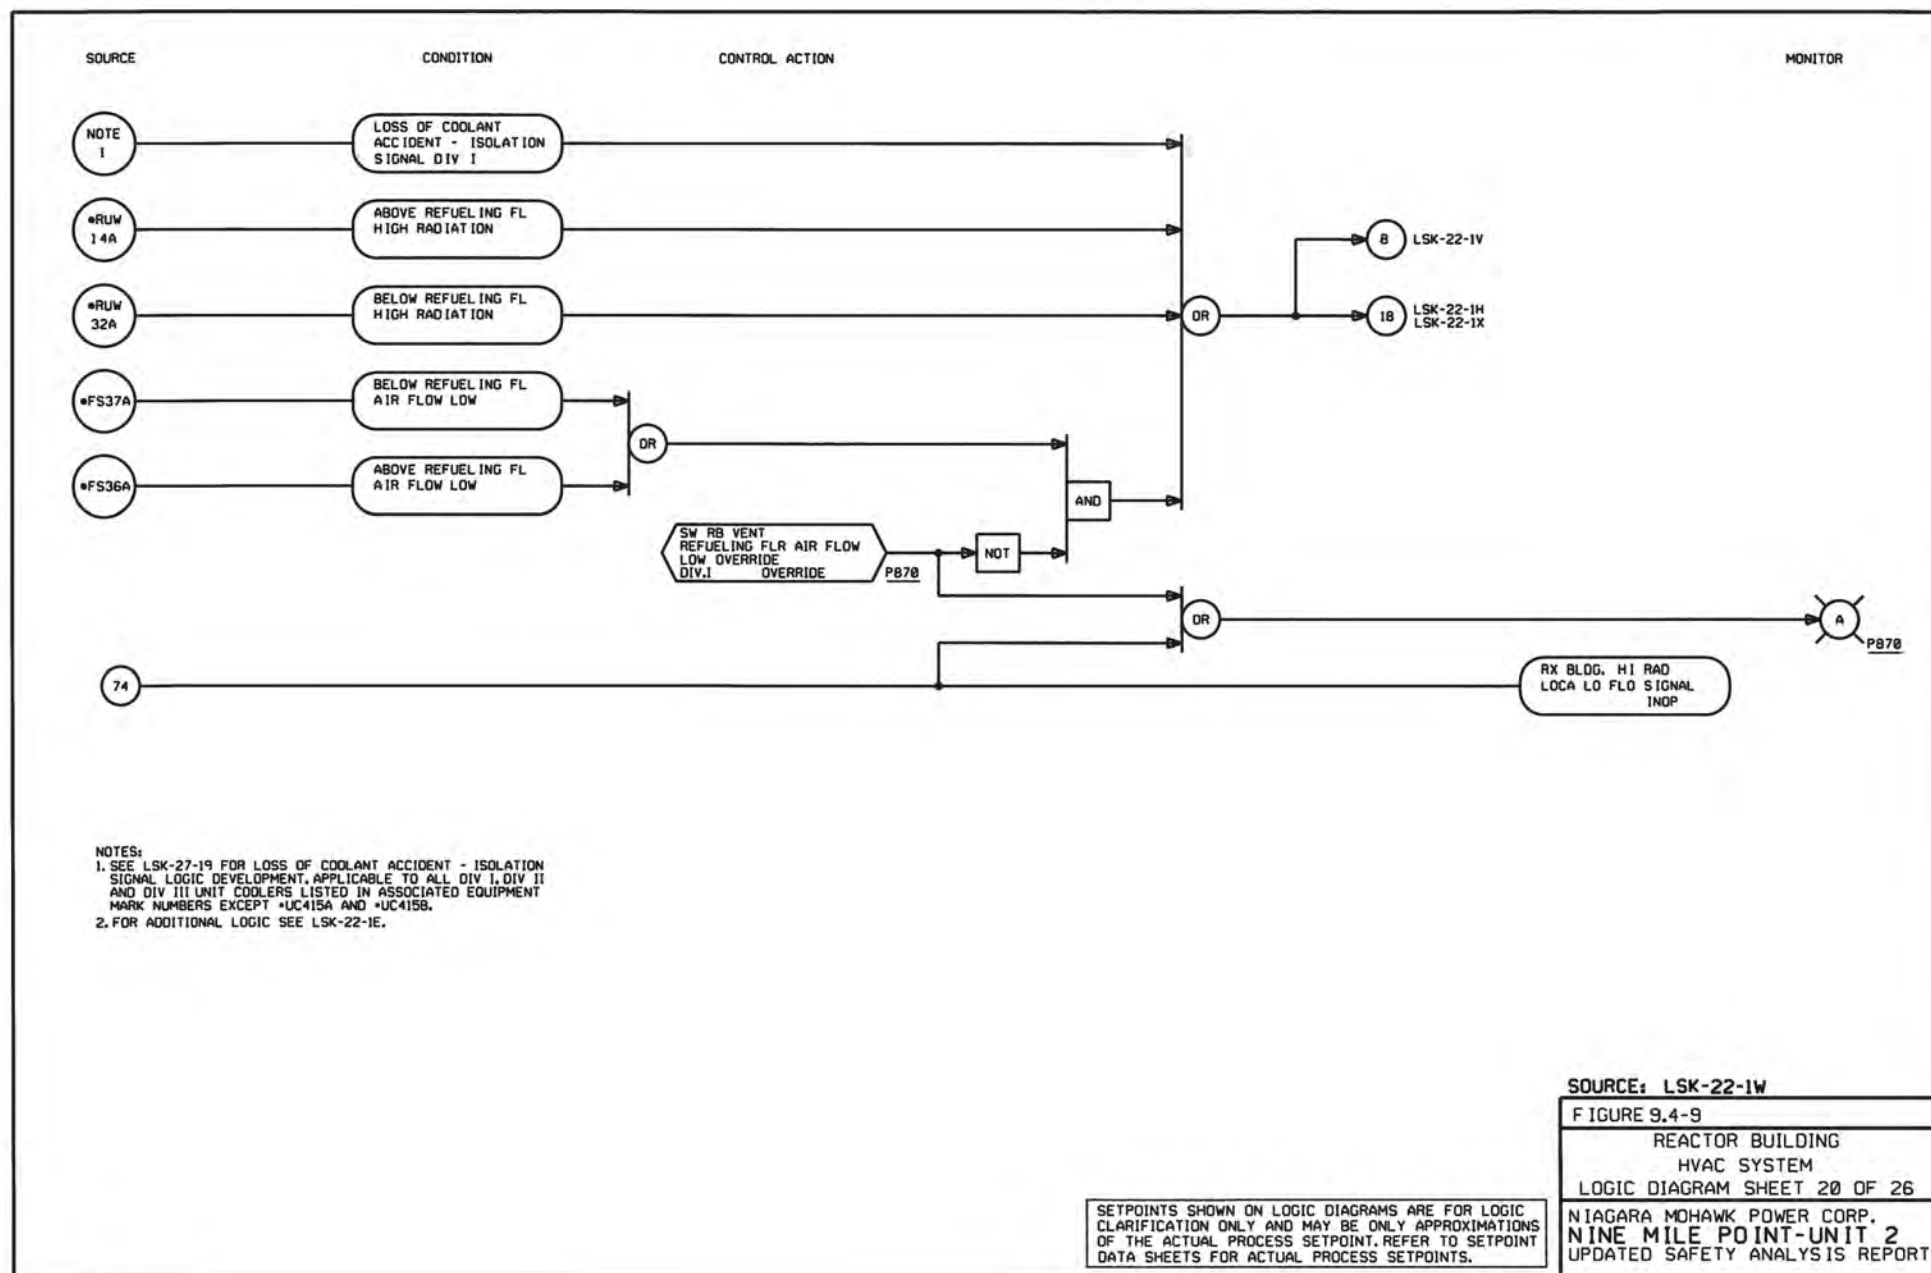 SOURCE
CONDITION
CONTROL ACTION
MONITOR
NOTE
1
LOSS OF COOLANT
ACCIDENT - ISOLATION
SIGNAL DIV I
*RUW
14A
ABOVE REFUELING FL
HIGH RADIATION
B
LSK-22-1V
*RUW
32A
BELOW REFUELING FL
HIGH RADIATION
OR
18
LSK-22-1H
LSK-22-1X
*FS37A
BELOW REFUELING FL
AIR FLOW LOW
OR
*FS36A
ABOVE REFUELING FL
AIR FLOW LOW
AND
SW RB VENT
REFUELING FLR AIR FLOW
LOW OVERRIDE
DIV.I OVERRIDE
P870
NOT
OR
A
P870
74
RX BLDG. HI RAD
LOCA LO FLO SIGNAL
INOP
NOTES:
1. SEE LSK-27-19 FOR LOSS OF COOLANT ACCIDENT - ISOLATION
SIGNAL LOGIC DEVELOPMENT, APPLICABLE TO ALL DIV I, DIV II
AND DIV III UNIT COOLERS LISTED IN ASSOCIATED EQUIPMENT
MARK NUMBERS EXCEPT *UC415A AND *UC415B.
2. FOR ADDITIONAL LOGIC SEE LSK-22-1E.
SOURCE: LSK-22-1W
FIGURE 9.4-9
REACTOR BUILDING
HVAC SYSTEM
LOGIC DIAGRAM SHEET 20 OF 26
NIAGARA MOHAWK POWER CORP.
NINE MILE POINT-UNIT 2
UPDATED SAFETY ANALYSIS REPORT
SETPOINTS SHOWN ON LOGIC DIAGRAMS ARE FOR LOGIC
CLARIFICATION ONLY AND MAY BE ONLY APPROXIMATIONS
OF THE ACTUAL PROCESS SETPOINT. REFER TO SETPOINT
DATA SHEETS FOR ACTUAL PROCESS SETPOINTS.